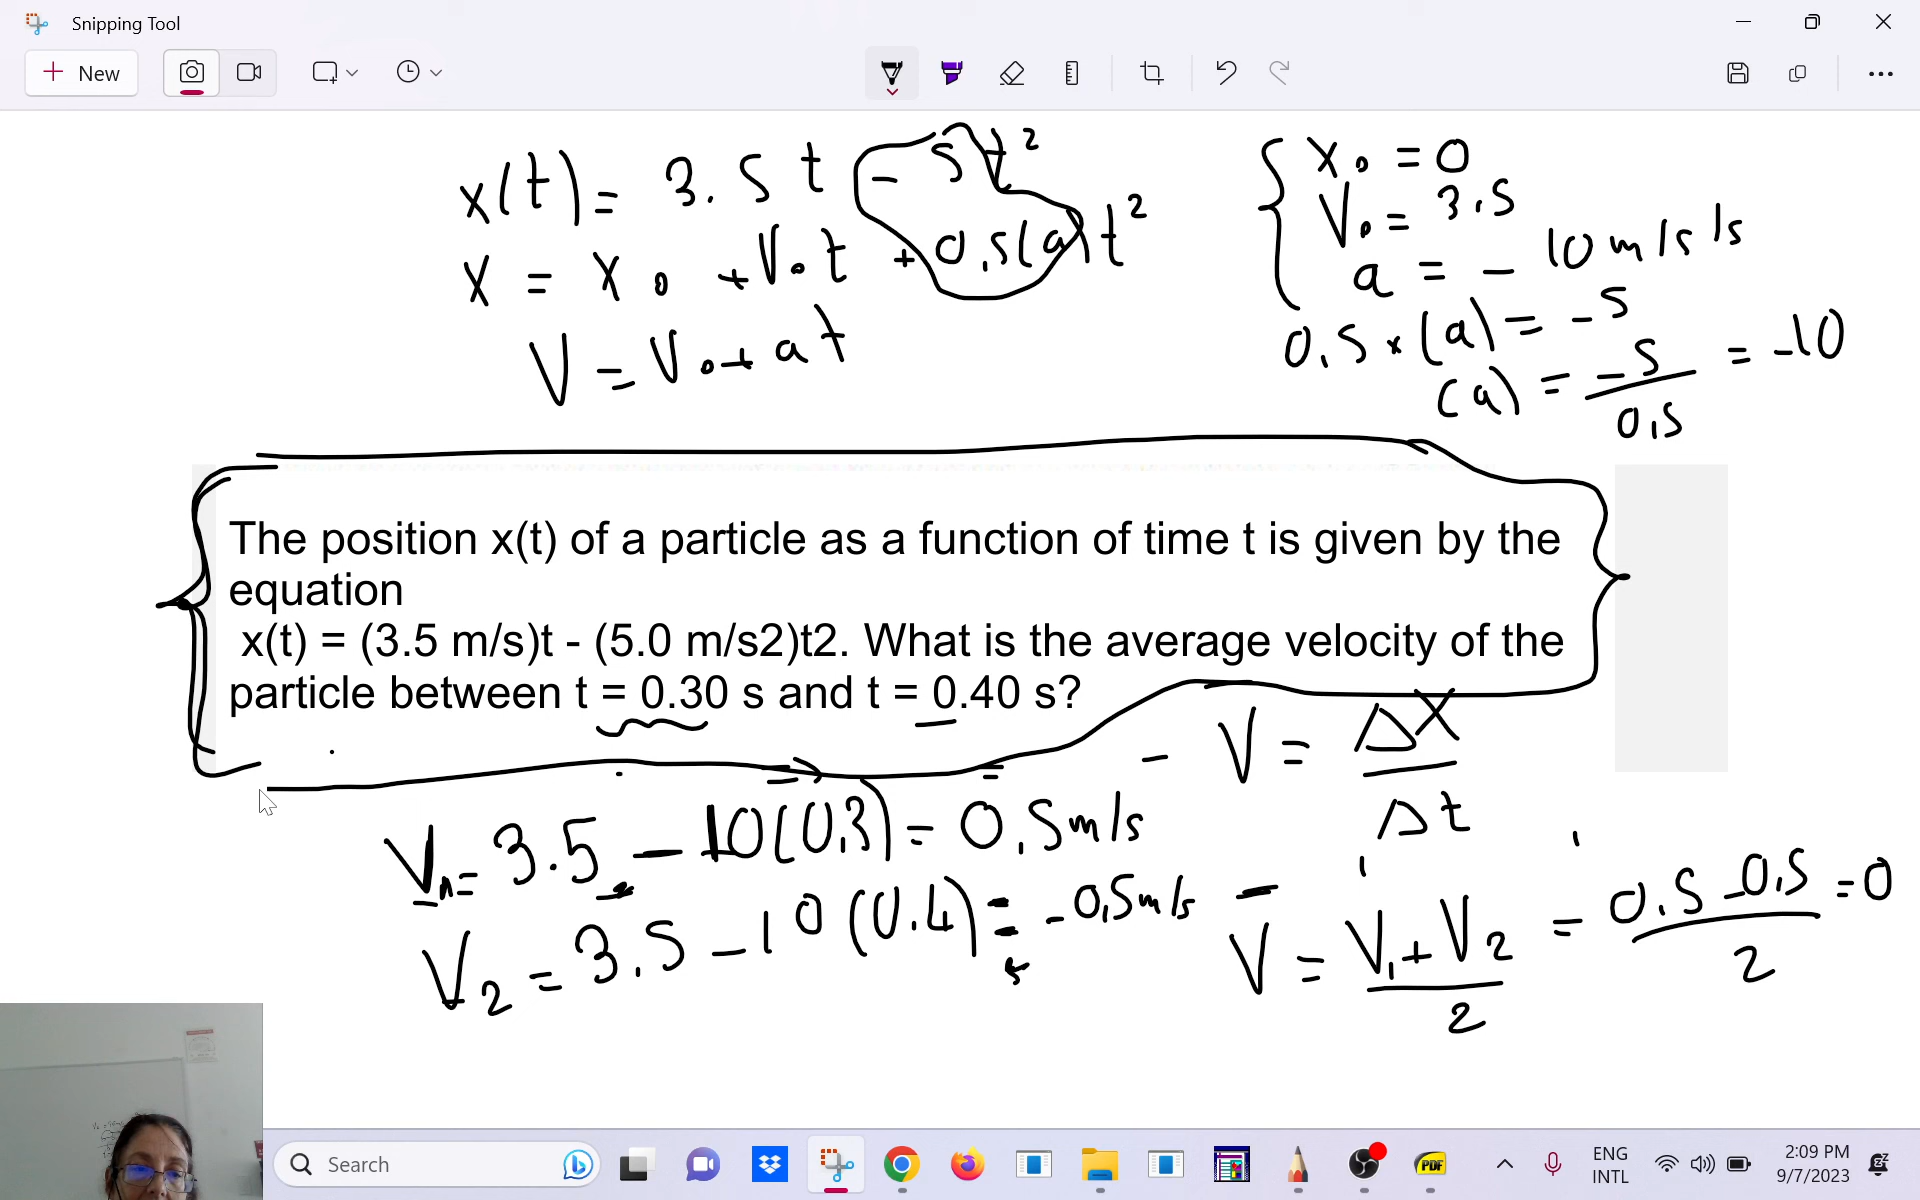 Snipping Tool
New
x(t) = 3.5 t - 5t²
x = x₀ + V₀t + 0.5(a)t²
V = V₀ + at
x₀ = 0
V₀ = 3.5
a = - 10 m/s/s
0.5 × (a) = - 5
(a) = -5/0.5 = -10
The position x(t) of a particle as a function of time t is given by the
equation
x(t) = (3.5 m/s)t - (5.0 m/s2)t2. What is the average velocity of the
particle between t = 0.30 s and t = 0.40 s?
V = Δx/Δt
V₁ = 3.5 - 10(0.3) = 0.5 m/s
V₂ = 3.5 - 10(0.4) = -0.5 m/s
V = V₁+V₂/2 = 0.5-0.5/2 = 0
Search
PDF
ENG
INTL
2:09 PM
9/7/2023